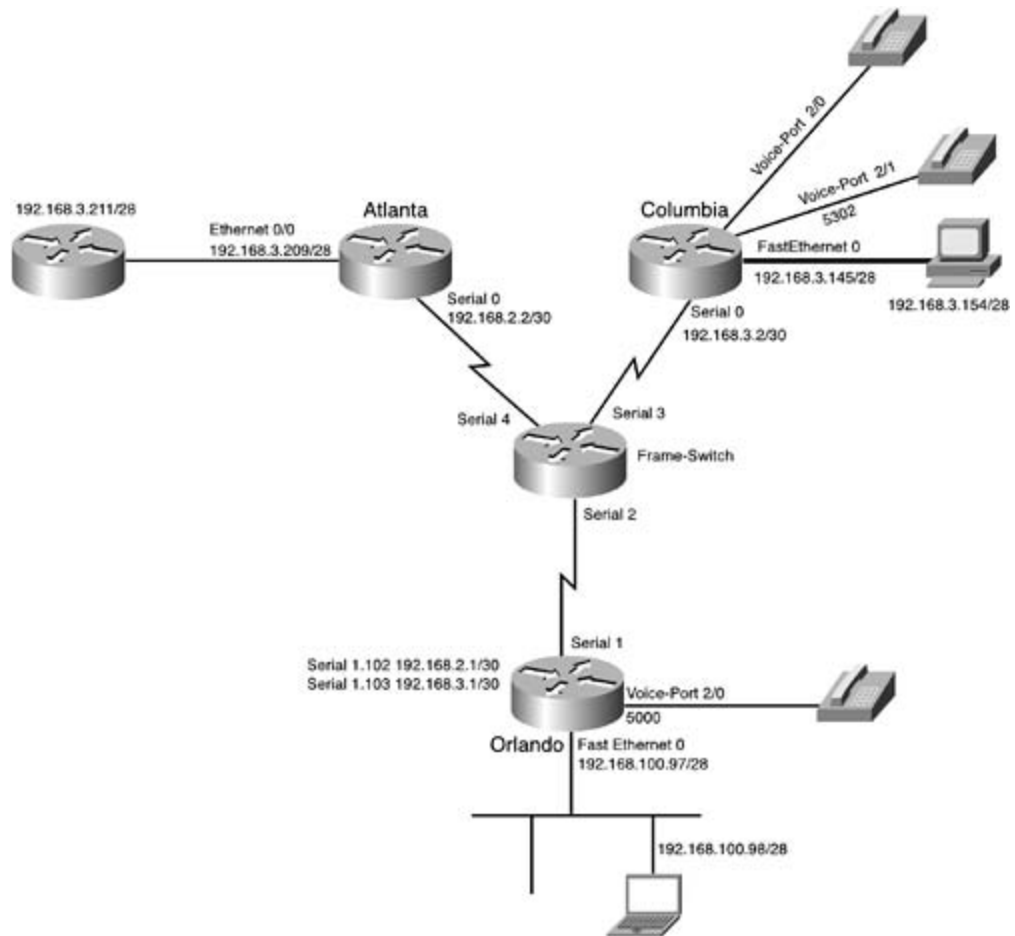 Voice-Port 2/0
Voice-Port 2/1
5302
192.168.3.211/28
Ethernet 0/0
192.168.3.209/28
Atlanta
Columbia
FastEthernet 0
192.168.3.145/28
192.168.3.154/28
Serial 0
192.168.2.2/30
Serial 0
192.168.3.2/30
Serial 4
Serial 3
Frame-Switch
Serial 2
Serial 1
Serial 1.102 192.168.2.1/30
Serial 1.103 192.168.3.1/30
Voice-Port 2/0
5000
Orlando
Fast Ethernet 0
192.168.100.97/28
192.168.100.98/28